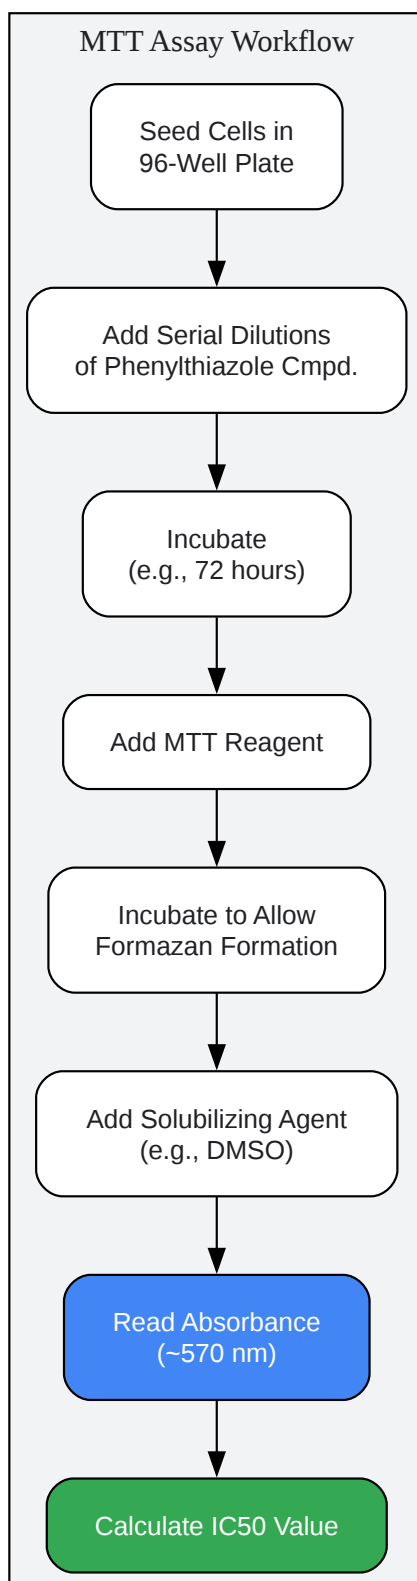 MTT Assay Workflow
Seed Cells in
96-Well Plate
Add Serial Dilutions
of Phenylthiazole Cmpd.
Incubate
(e.g., 72 hours)
Add MTT Reagent
Incubate to Allow
Formazan Formation
Add Solubilizing Agent
(e.g., DMSO)
Read Absorbance
(~570 nm)
Calculate IC50 Value